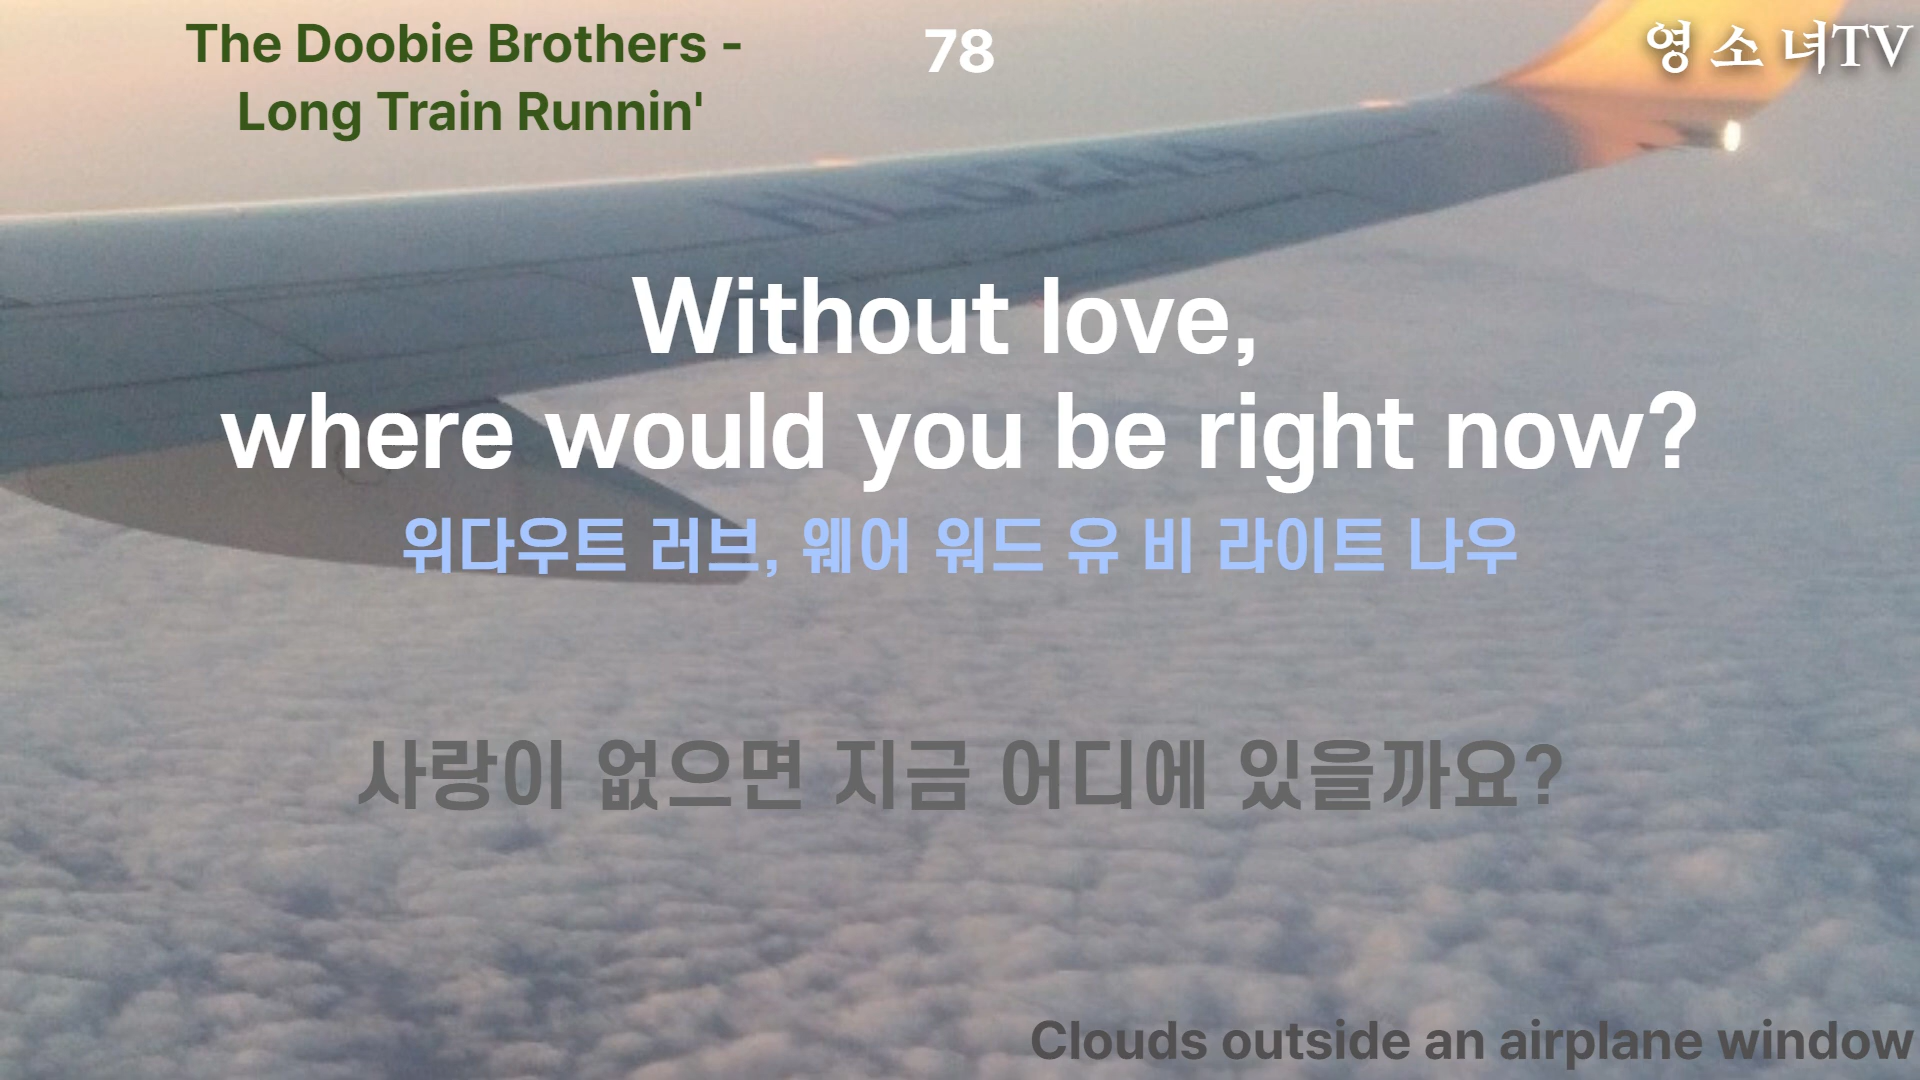 The Doobie Brothers -
Long Train Runnin'
78
영 소 녀TV
Without love,
where would you be right now?
위다우트 러브, 웨어 워드 유 비 라이트 나우
사랑이 없으면 지금 어디에 있을까요?
Clouds outside an airplane window